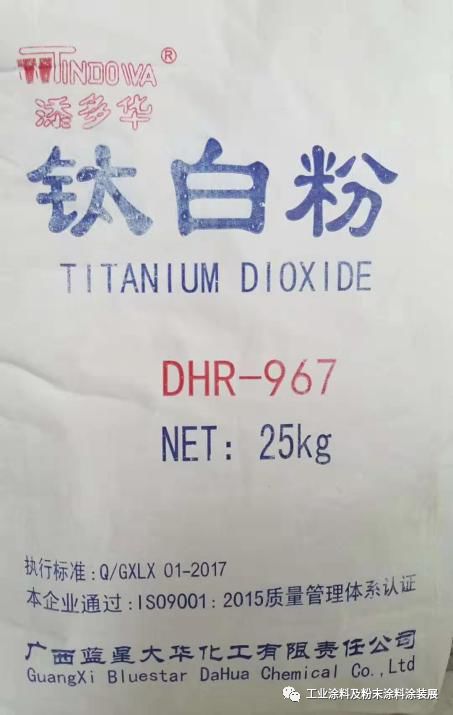 TINDOWA®
添多华
钛白粉
TITANIUM DIOXIDE
DHR-967
NET: 25kg
执行标准:Q/GXLX 01-2017
本企业通过:ISO9001:2015质量管理体系认证
广西蓝星大华化工有限责任公司
GuangXi Bluestar DaHua Chemical Co.,Ltd
工业涂料及粉末涂料涂装展